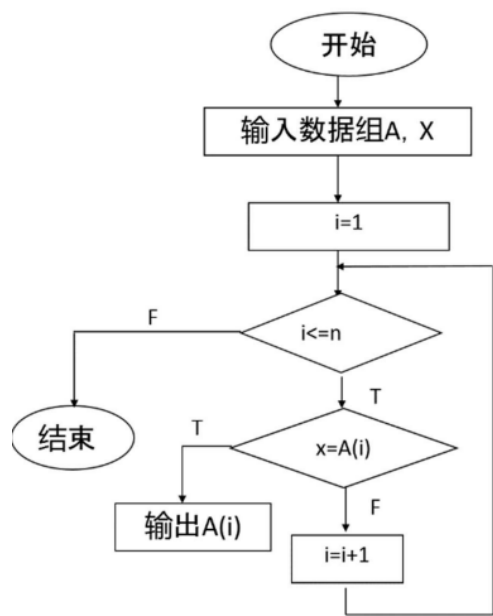 开始
输入数据组A, X
i=1
F
i<=n
T
结束
T
x=A(i)
F
输出A(i)
i=i+1